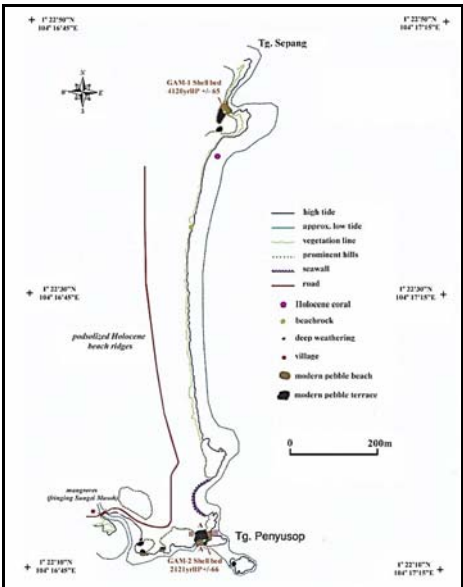 1° 22'50"N
104° 16'45"E
1° 22'50"N
104° 17'15"E
Tg. Sepang
GAM-1 Shell bed
4120yrBP +/- 65
N
W
E
S
high tide
approx. low tide
vegetation line
prominent hills
seawall
road
1° 22'30"N
104° 16'45"E
1° 22'30"N
104° 17'15"E
Holocene coral
beachrock
deep weathering
village
modern pebble beach
modern pebble terrace
podsolized Holocene
beach ridges
0
200m
mangroves
(fringing Sungai Musoh)
A
Tg. Penyusop
A
GAM-2 Shell bed
2121yrBP +/-66
1° 22'10"N
104° 16'45"E
1° 22'10"N
104° 17'15"E